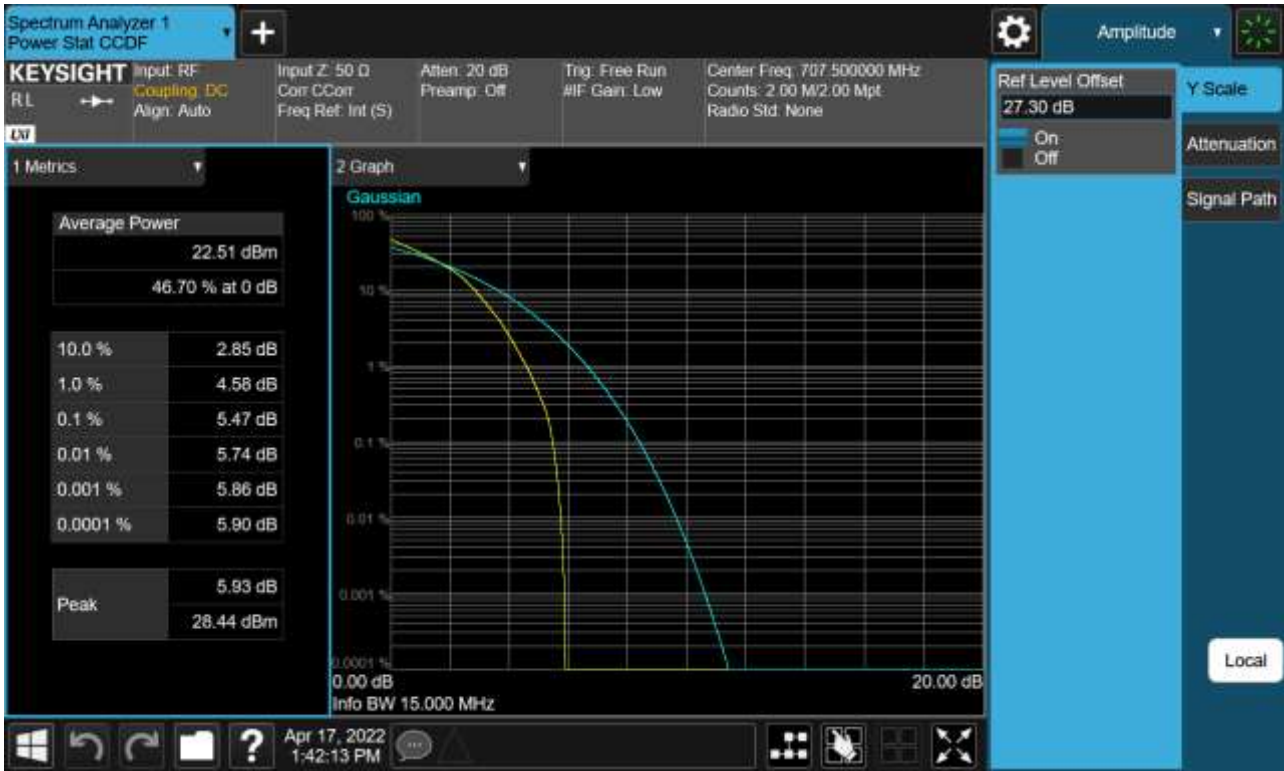 Spectrum Analyzer 1
Power Stat CCDF
+
Amplitude
KEYSIGHT
RL
LXI
Input: RF
Coupling: DC
Align: Auto
Input Z: 50 Ω
Corr CCorr
Freq Ref: Int (S)
Atten: 20 dB
Preamp: Off
Trig: Free Run
#IF Gain: Low
Center Freq: 707.500000 MHz
Counts: 2.00 M/2.00 Mpt
Radio Std: None
Ref Level Offset
27.30 dB
On
Off
Y Scale
Attenuation
Signal Path
Local
1 Metrics
Average Power
22.51 dBm
46.70 % at 0 dB
10.0 % 2.85 dB
1.0 % 4.58 dB
0.1 % 5.47 dB
0.01 % 5.74 dB
0.001 % 5.86 dB
0.0001 % 5.90 dB
Peak 5.93 dB
28.44 dBm
2 Graph
Gaussian
100 %
10 %
1 %
0.1 %
0.01 %
0.001 %
0.0001 %
0.00 dB 20.00 dB
Info BW 15.000 MHz
?
Apr 17, 2022
1:42:13 PM